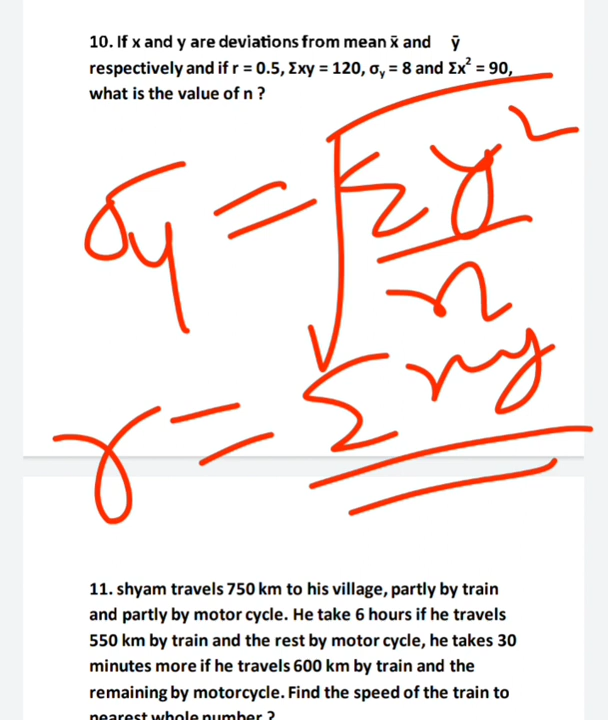 10. If x and y are deviations from mean x̄ and ȳ
respectively and if r = 0.5, Σxy = 120, σy = 8 and Σx² = 90,
what is the value of n ?
σy = √Σy²/n
r = Σxy
11. shyam travels 750 km to his village, partly by train
and partly by motor cycle. He take 6 hours if he travels
550 km by train and the rest by motor cycle, he takes 30
minutes more if he travels 600 km by train and the
remaining by motorcycle. Find the speed of the train to
nearest whole number ?